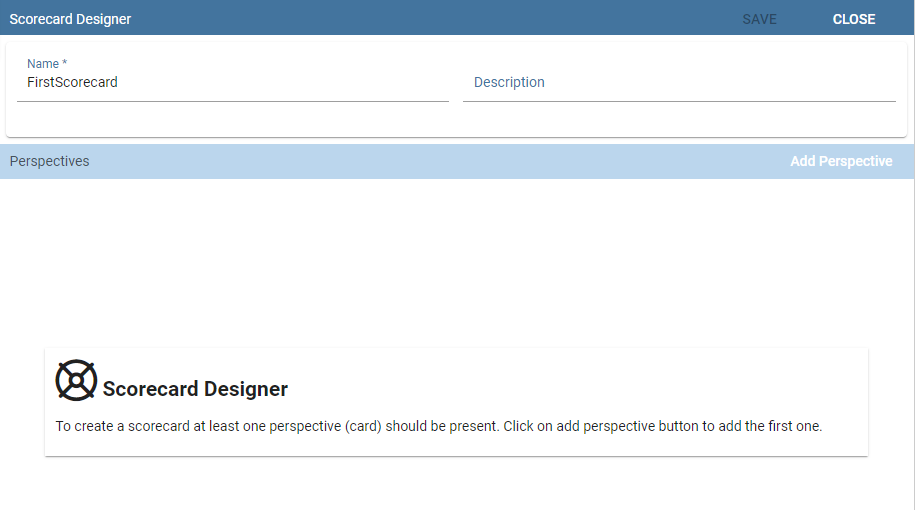 Scorecard Designer SAVE CLOSE
Name *
FirstScorecard Description
Perspectives Add Perspective
Scorecard Designer
To create a scorecard at least one perspective (card) should be present. Click on add perspective button to add the first one.